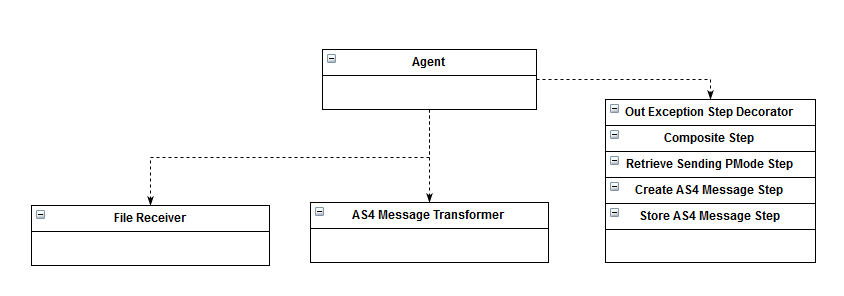 Agent
Out Exception Step Decorator
Composite Step
Retrieve Sending PMode Step
Create AS4 Message Step
Store AS4 Message Step
File Receiver
AS4 Message Transformer